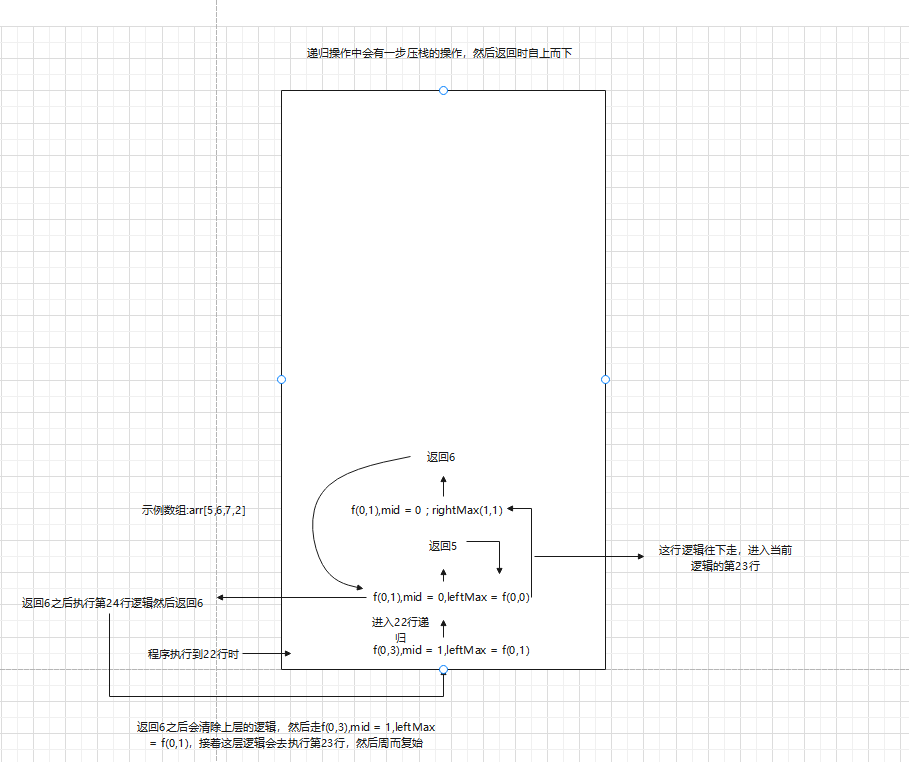 递归操作中会有一步压栈的操作，然后返回时自上而下
返回6
示例数组:arr[5,6,7,2]
f(0,1),mid = 0 ; rightMax(1,1)
返回5
这行逻辑往下走，进入当前
逻辑的第23行
f(0,1),mid = 0,leftMax = f(0,0)
返回6之后执行第24行逻辑然后返回6
进入22行递
归
程序执行到22行时
f(0,3),mid = 1,leftMax = f(0,1)
返回6之后会清除上层的逻辑，然后走f(0,3),mid = 1,leftMax
= f(0,1)，接着这层逻辑会去执行第23行，然后周而复始